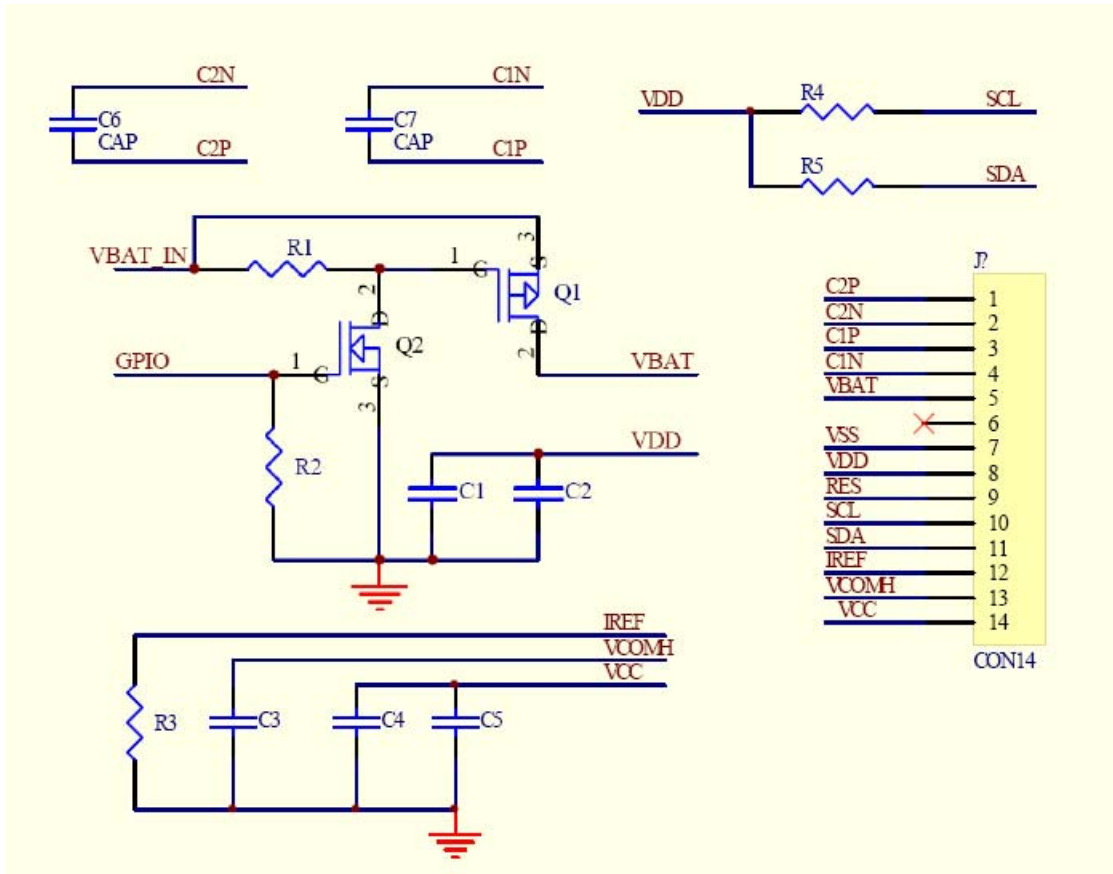 C2N
C6
CAP
C2P
C1N
C7
CAP
C1P
VDD
R4
SCL
R5
SDA
VBAT_IN
R1
1
G
3
S
Q1
D
2
VBAT
2
D
Q2
GPIO
1
G
S
3
R2
VDD
C1
C2
J?
C2P
1
C2N
2
C1P
3
C1N
4
VBAT
5
6
VSS
7
VDD
8
RES
9
SCL
10
SDA
11
IREF
12
VCOMH
13
VCC
14
CON14
IREF
VCOMH
VCC
R3
C3
C4
C5